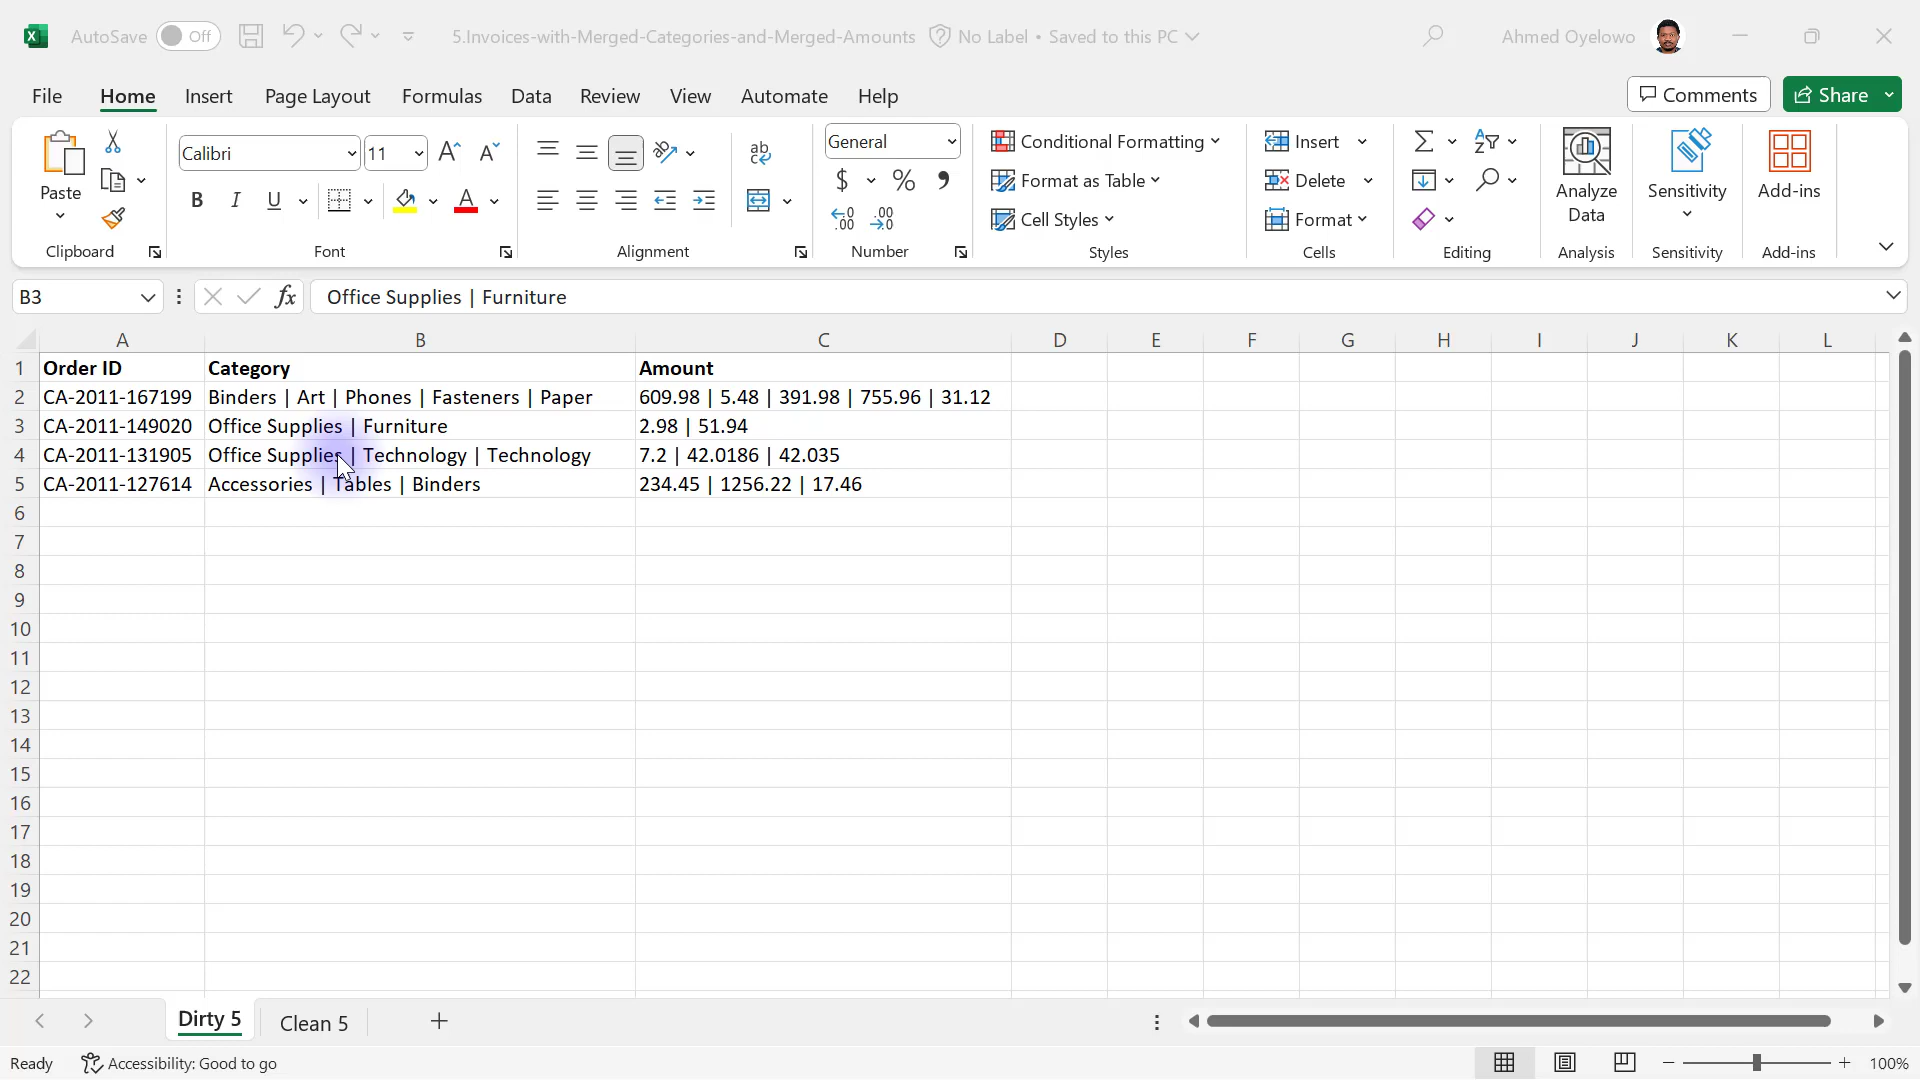 AutoSave Off 5.Invoices-with-Merged-Categories-and-Merged-Amounts No Label • Saved to this PC Ahmed Oyelowo
File Home Insert Page Layout Formulas Data Review View Automate Help Comments Share
Paste Calibri 11 General Conditional Formatting Insert Analyze Data Sensitivity Add-ins
B I U $ % Format as Table Delete
Cell Styles Format
Clipboard Font Alignment Number Styles Cells Editing Analysis Sensitivity Add-ins
B3 fx Office Supplies | Furniture
A B C D E F G H I J K L
1 Order ID Category Amount
2 CA-2011-167199 Binders | Art | Phones | Fasteners | Paper 609.98 | 5.48 | 391.98 | 755.96 | 31.12
3 CA-2011-149020 Office Supplies | Furniture 2.98 | 51.94
4 CA-2011-131905 Office Supplies | Technology | Technology 7.2 | 42.0186 | 42.035
5 CA-2011-127614 Accessories | Tables | Binders 234.45 | 1256.22 | 17.46
6
7
8
9
10
11
12
13
14
15
16
17
18
19
20
21
22
Dirty 5 Clean 5
Ready Accessibility: Good to go 100%